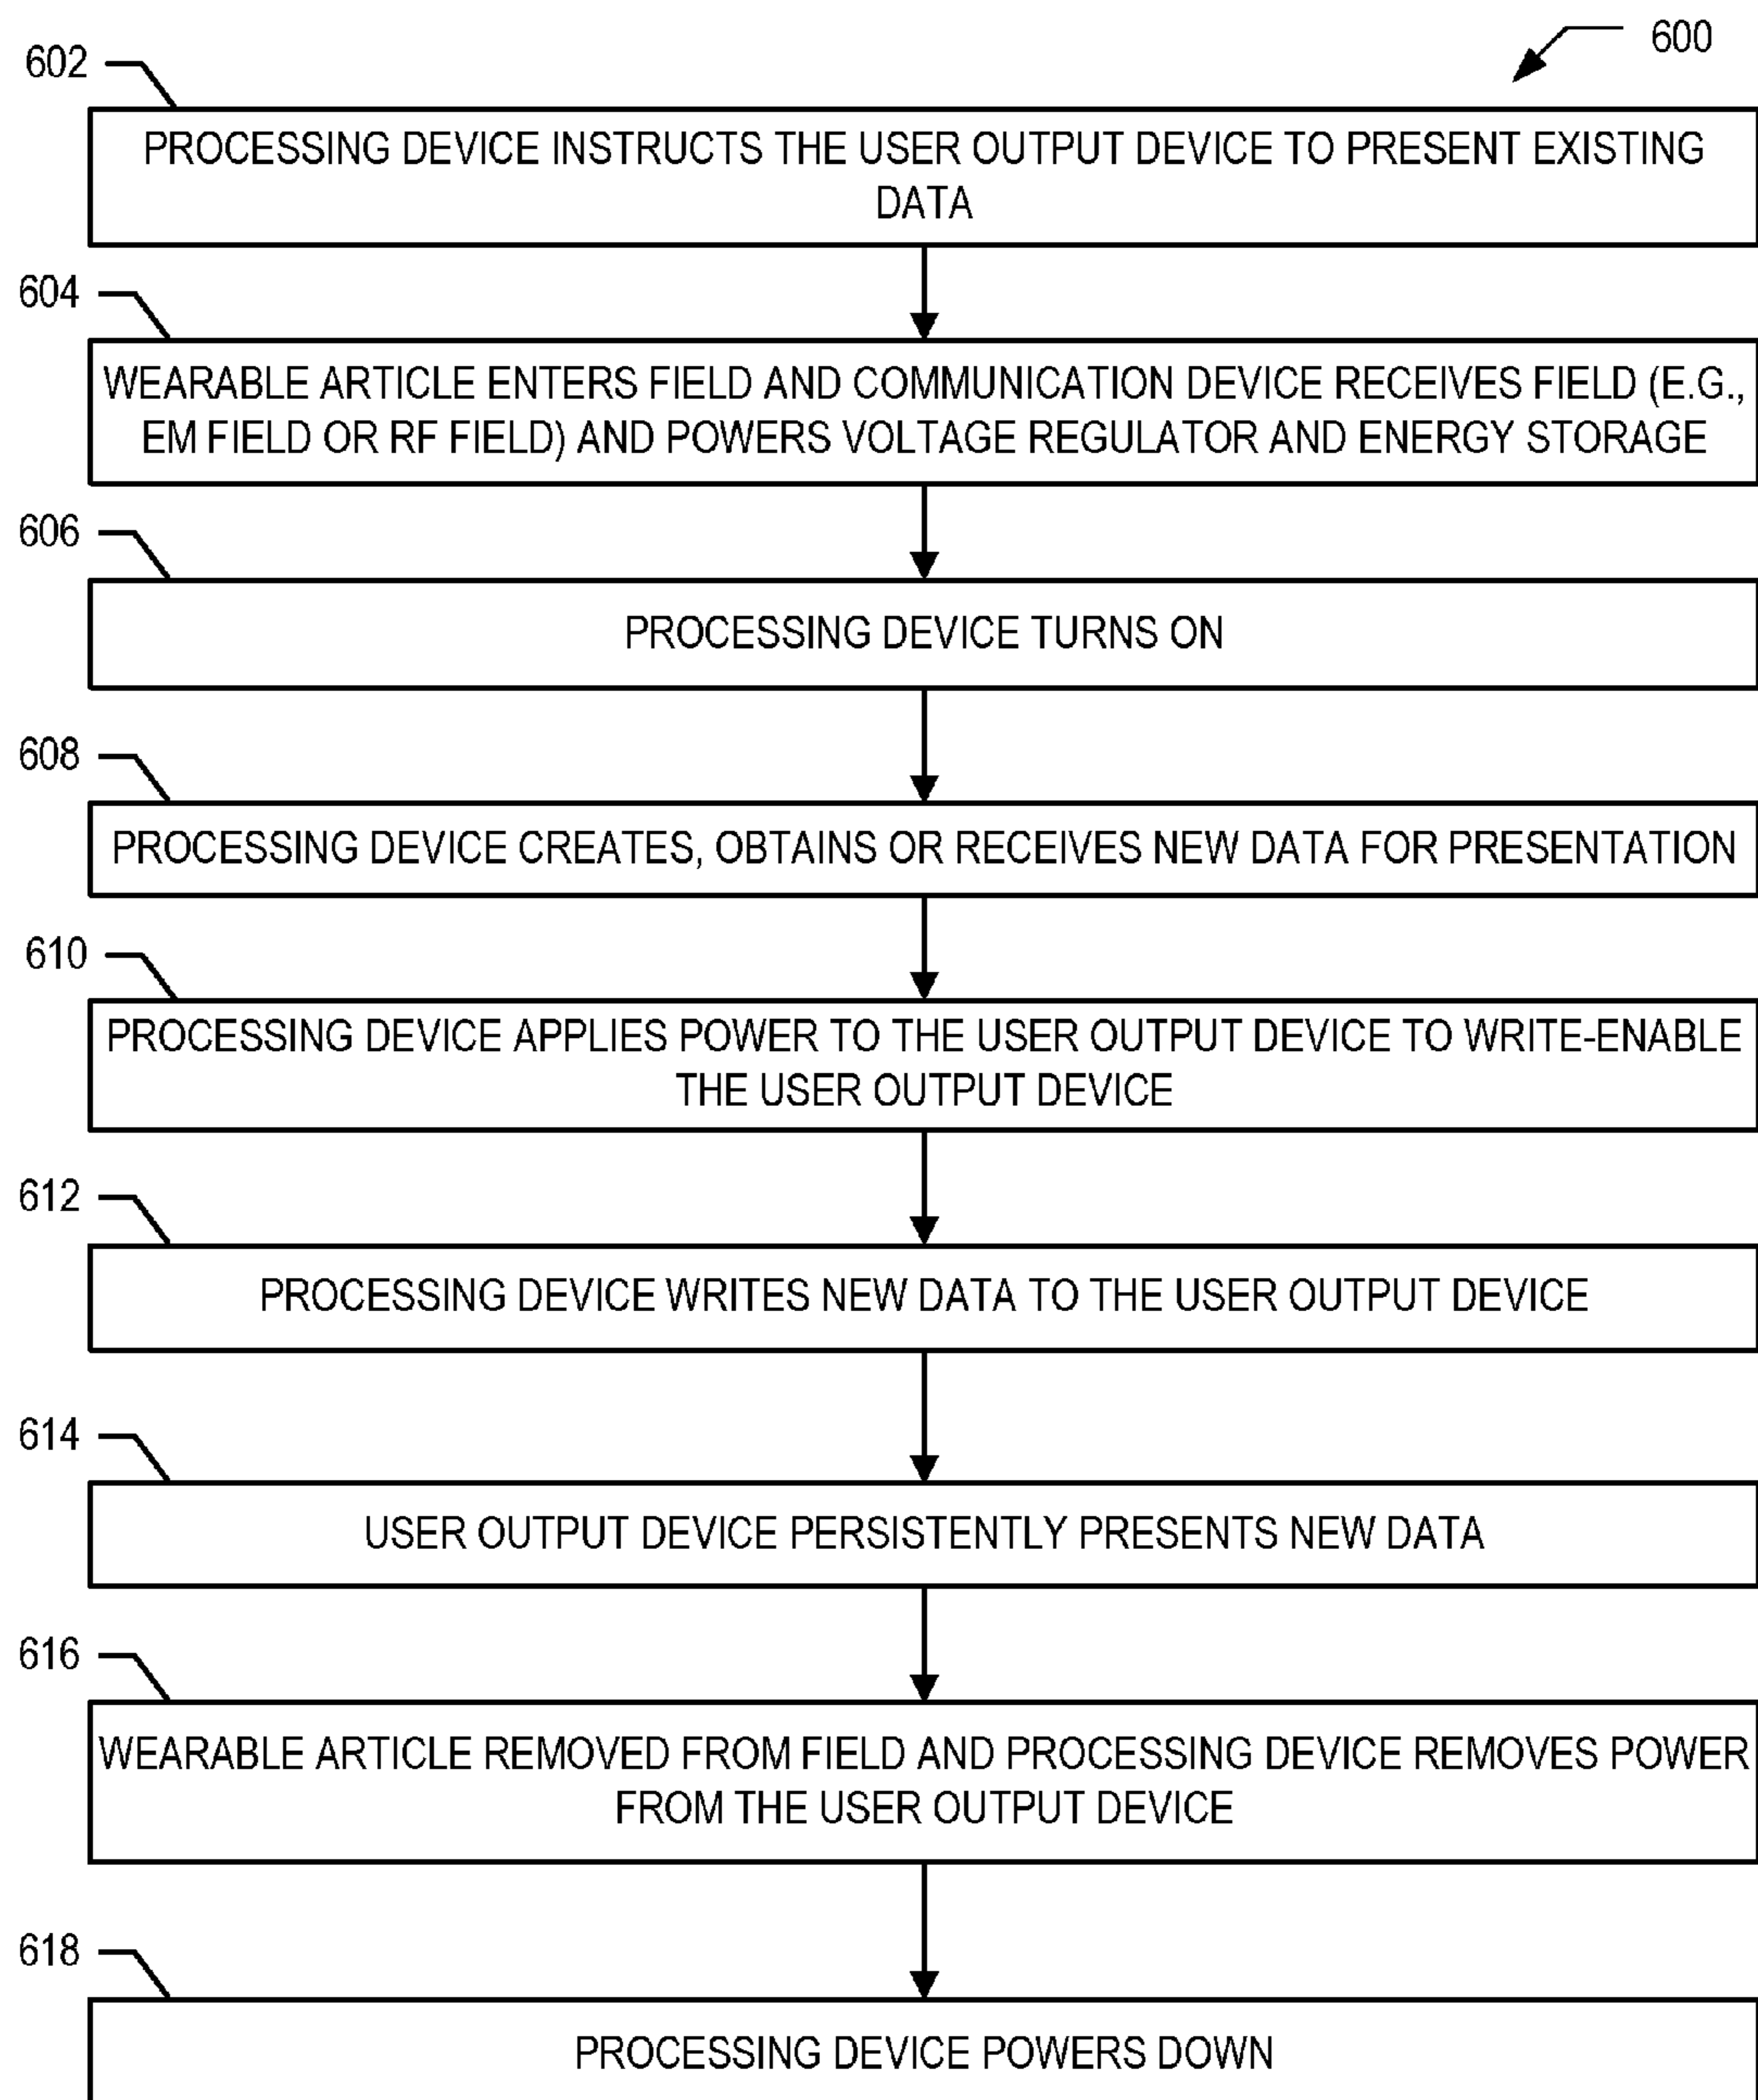 600
602
PROCESSING DEVICE INSTRUCTS THE USER OUTPUT DEVICE TO PRESENT EXISTING
DATA
604
WEARABLE ARTICLE ENTERS FIELD AND COMMUNICATION DEVICE RECEIVES FIELD (E.G.,
EM FIELD OR RF FIELD) AND POWERS VOLTAGE REGULATOR AND ENERGY STORAGE
606
PROCESSING DEVICE TURNS ON
608
PROCESSING DEVICE CREATES, OBTAINS OR RECEIVES NEW DATA FOR PRESENTATION
610
PROCESSING DEVICE APPLIES POWER TO THE USER OUTPUT DEVICE TO WRITE-ENABLE
THE USER OUTPUT DEVICE
612
PROCESSING DEVICE WRITES NEW DATA TO THE USER OUTPUT DEVICE
614
USER OUTPUT DEVICE PERSISTENTLY PRESENTS NEW DATA
616
WEARABLE ARTICLE REMOVED FROM FIELD AND PROCESSING DEVICE REMOVES POWER
FROM THE USER OUTPUT DEVICE
618
PROCESSING DEVICE POWERS DOWN